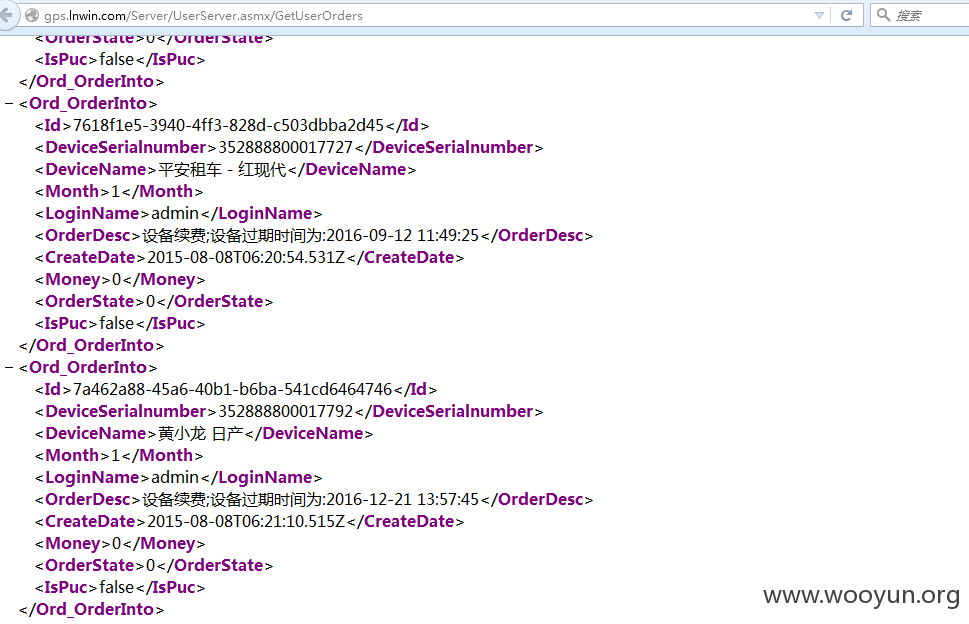 gps.lnwin.com/Server/UserServer.asmx/GetUserOrders
搜索
<OrderState>0</OrderState>
<IsPuc>false</IsPuc>
</Ord_OrderInto>
− <Ord_OrderInto>
<Id>7618f1e5-3940-4ff3-828d-c503dbba2d45</Id>
<DeviceSerialnumber>352888800017727</DeviceSerialnumber>
<DeviceName>平安租车 - 红现代</DeviceName>
<Month>1</Month>
<LoginName>admin</LoginName>
<OrderDesc>设备续费;设备过期时间为:2016-09-12 11:49:25</OrderDesc>
<CreateDate>2015-08-08T06:20:54.531Z</CreateDate>
<Money>0</Money>
<OrderState>0</OrderState>
<IsPuc>false</IsPuc>
</Ord_OrderInto>
− <Ord_OrderInto>
<Id>7a462a88-45a6-40b1-b6ba-541cd6464746</Id>
<DeviceSerialnumber>352888800017792</DeviceSerialnumber>
<DeviceName>黄小龙 日产</DeviceName>
<Month>1</Month>
<LoginName>admin</LoginName>
<OrderDesc>设备续费;设备过期时间为:2016-12-21 13:57:45</OrderDesc>
<CreateDate>2015-08-08T06:21:10.515Z</CreateDate>
<Money>0</Money>
<OrderState>0</OrderState>
<IsPuc>false</IsPuc>
</Ord_OrderInto>
www.wooyun.org